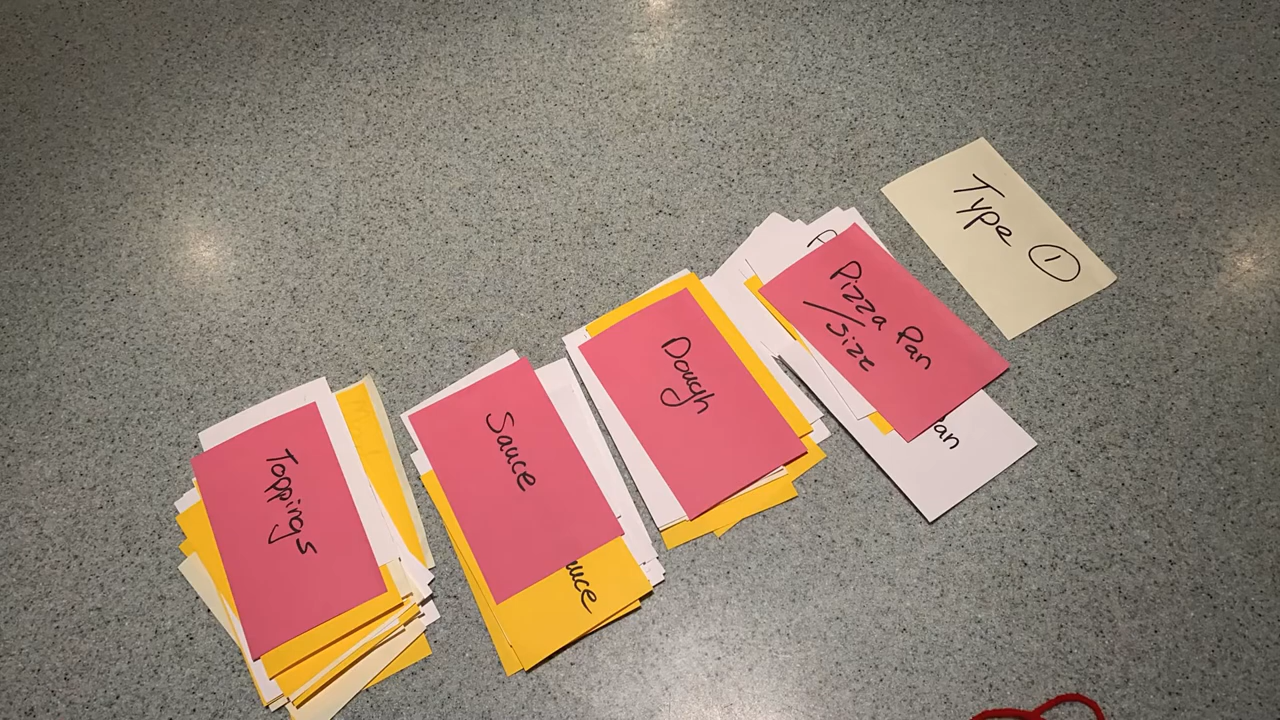 Type ①
Pizza Pan
/Size
an
Dough
Sauce
uce
Toppings